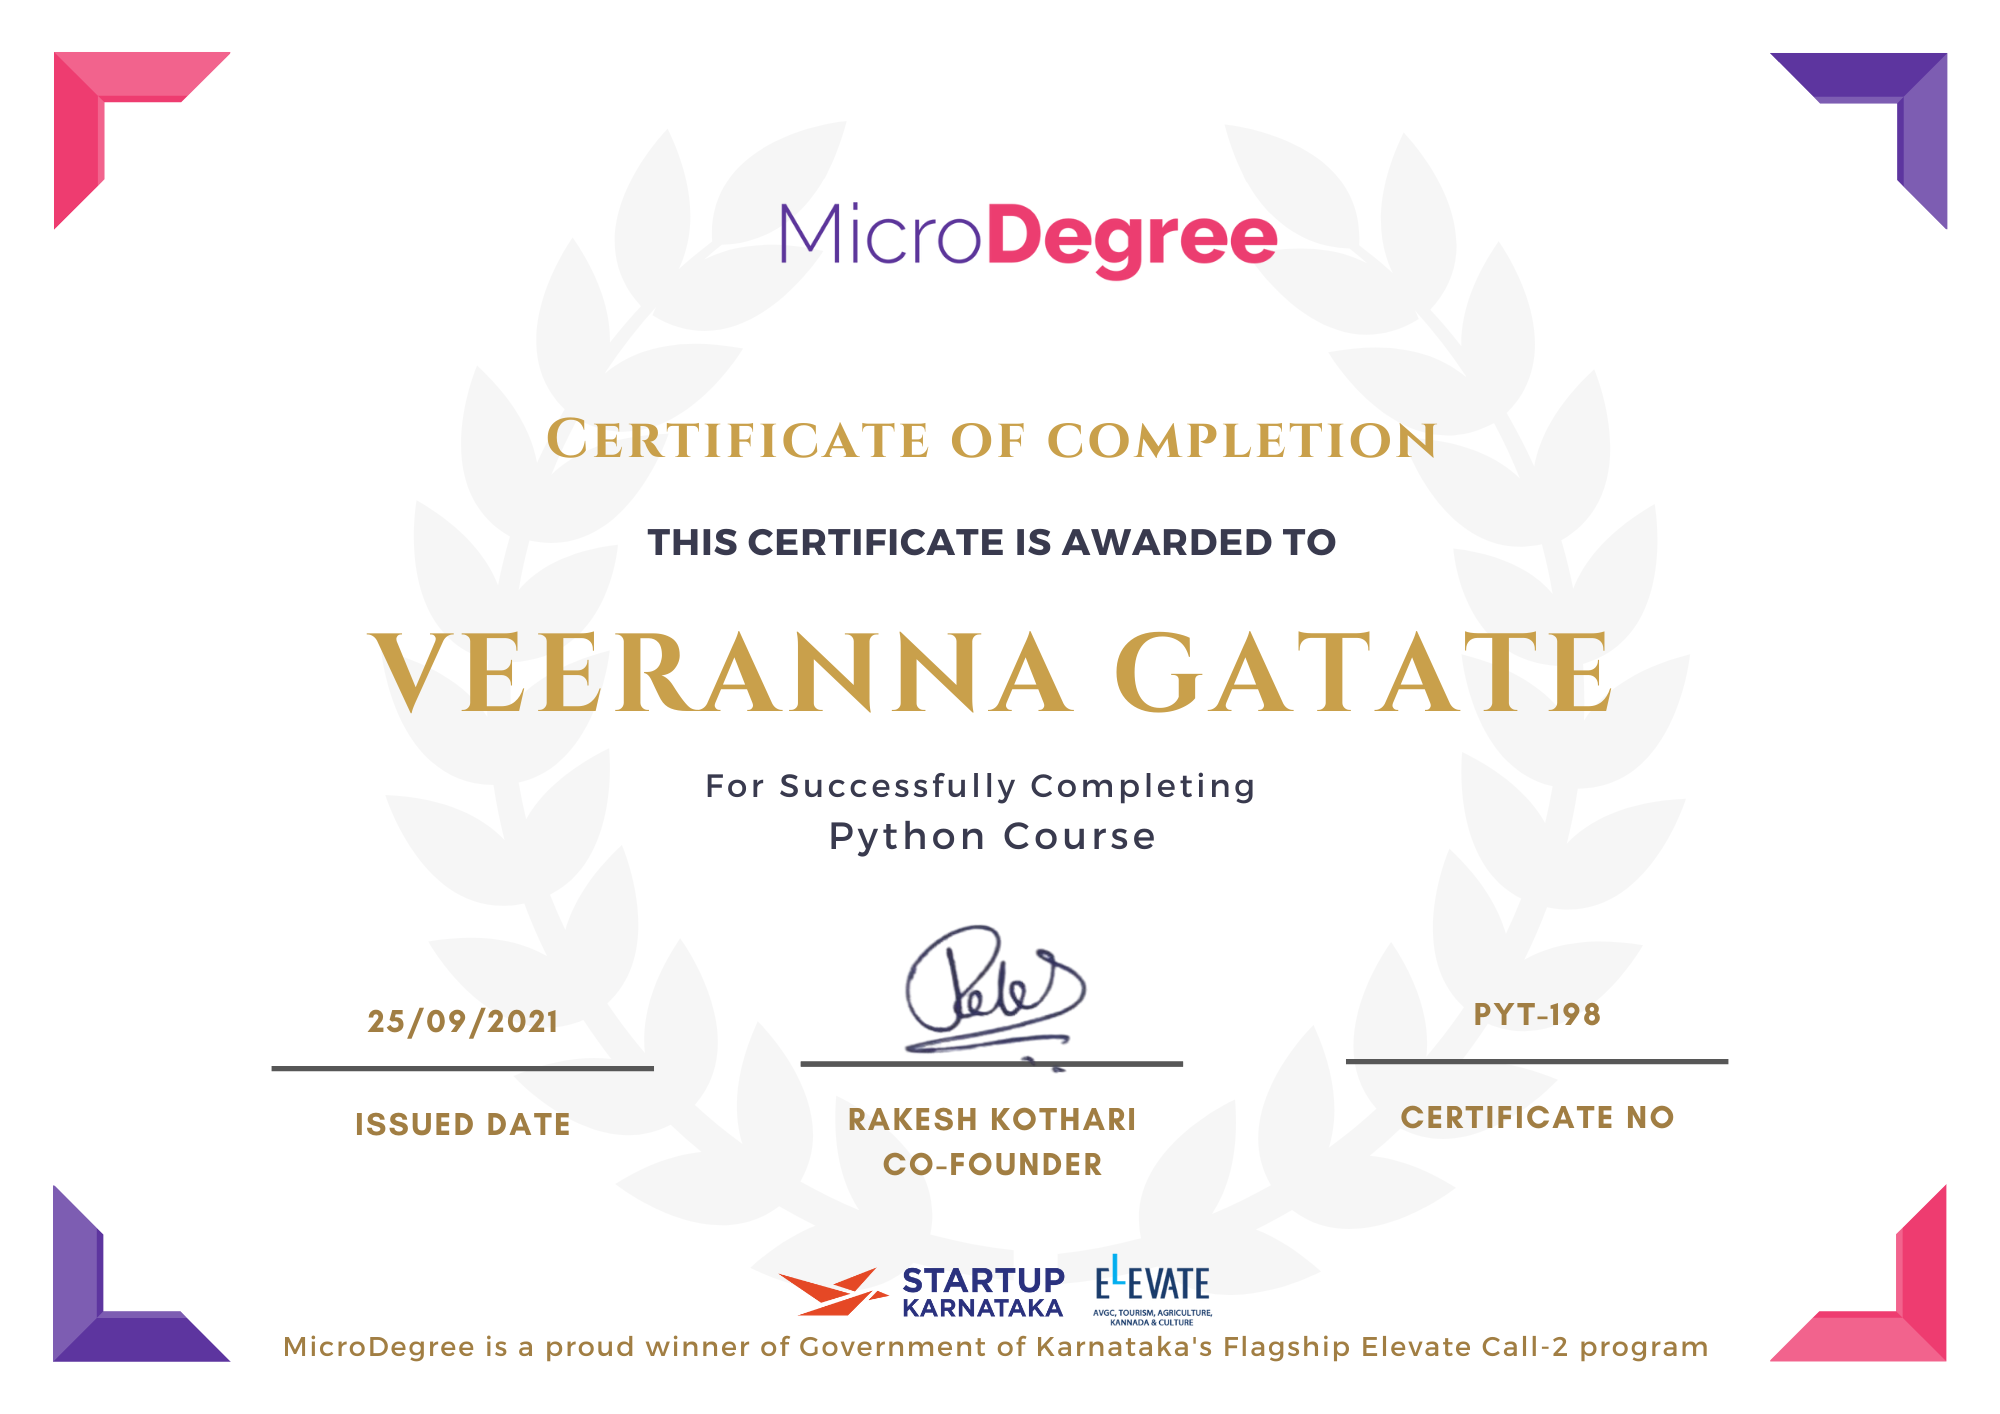 MicroDegree
CERTIFICATE OF COMPLETION
THIS CERTIFICATE IS AWARDED TO
VEERANNA GATATE
For Successfully Completing
Python Course
25/09/2021
PYT-198
ISSUED DATE
RAKESH KOTHARI
CO-FOUNDER
CERTIFICATE NO
STARTUP
KARNATAKA
ELEVATE
AVGC, TOURISM, AGRICULTURE,
KANNADA & CULTURE
MicroDegree is a proud winner of Government of Karnataka's Flagship Elevate Call-2 program